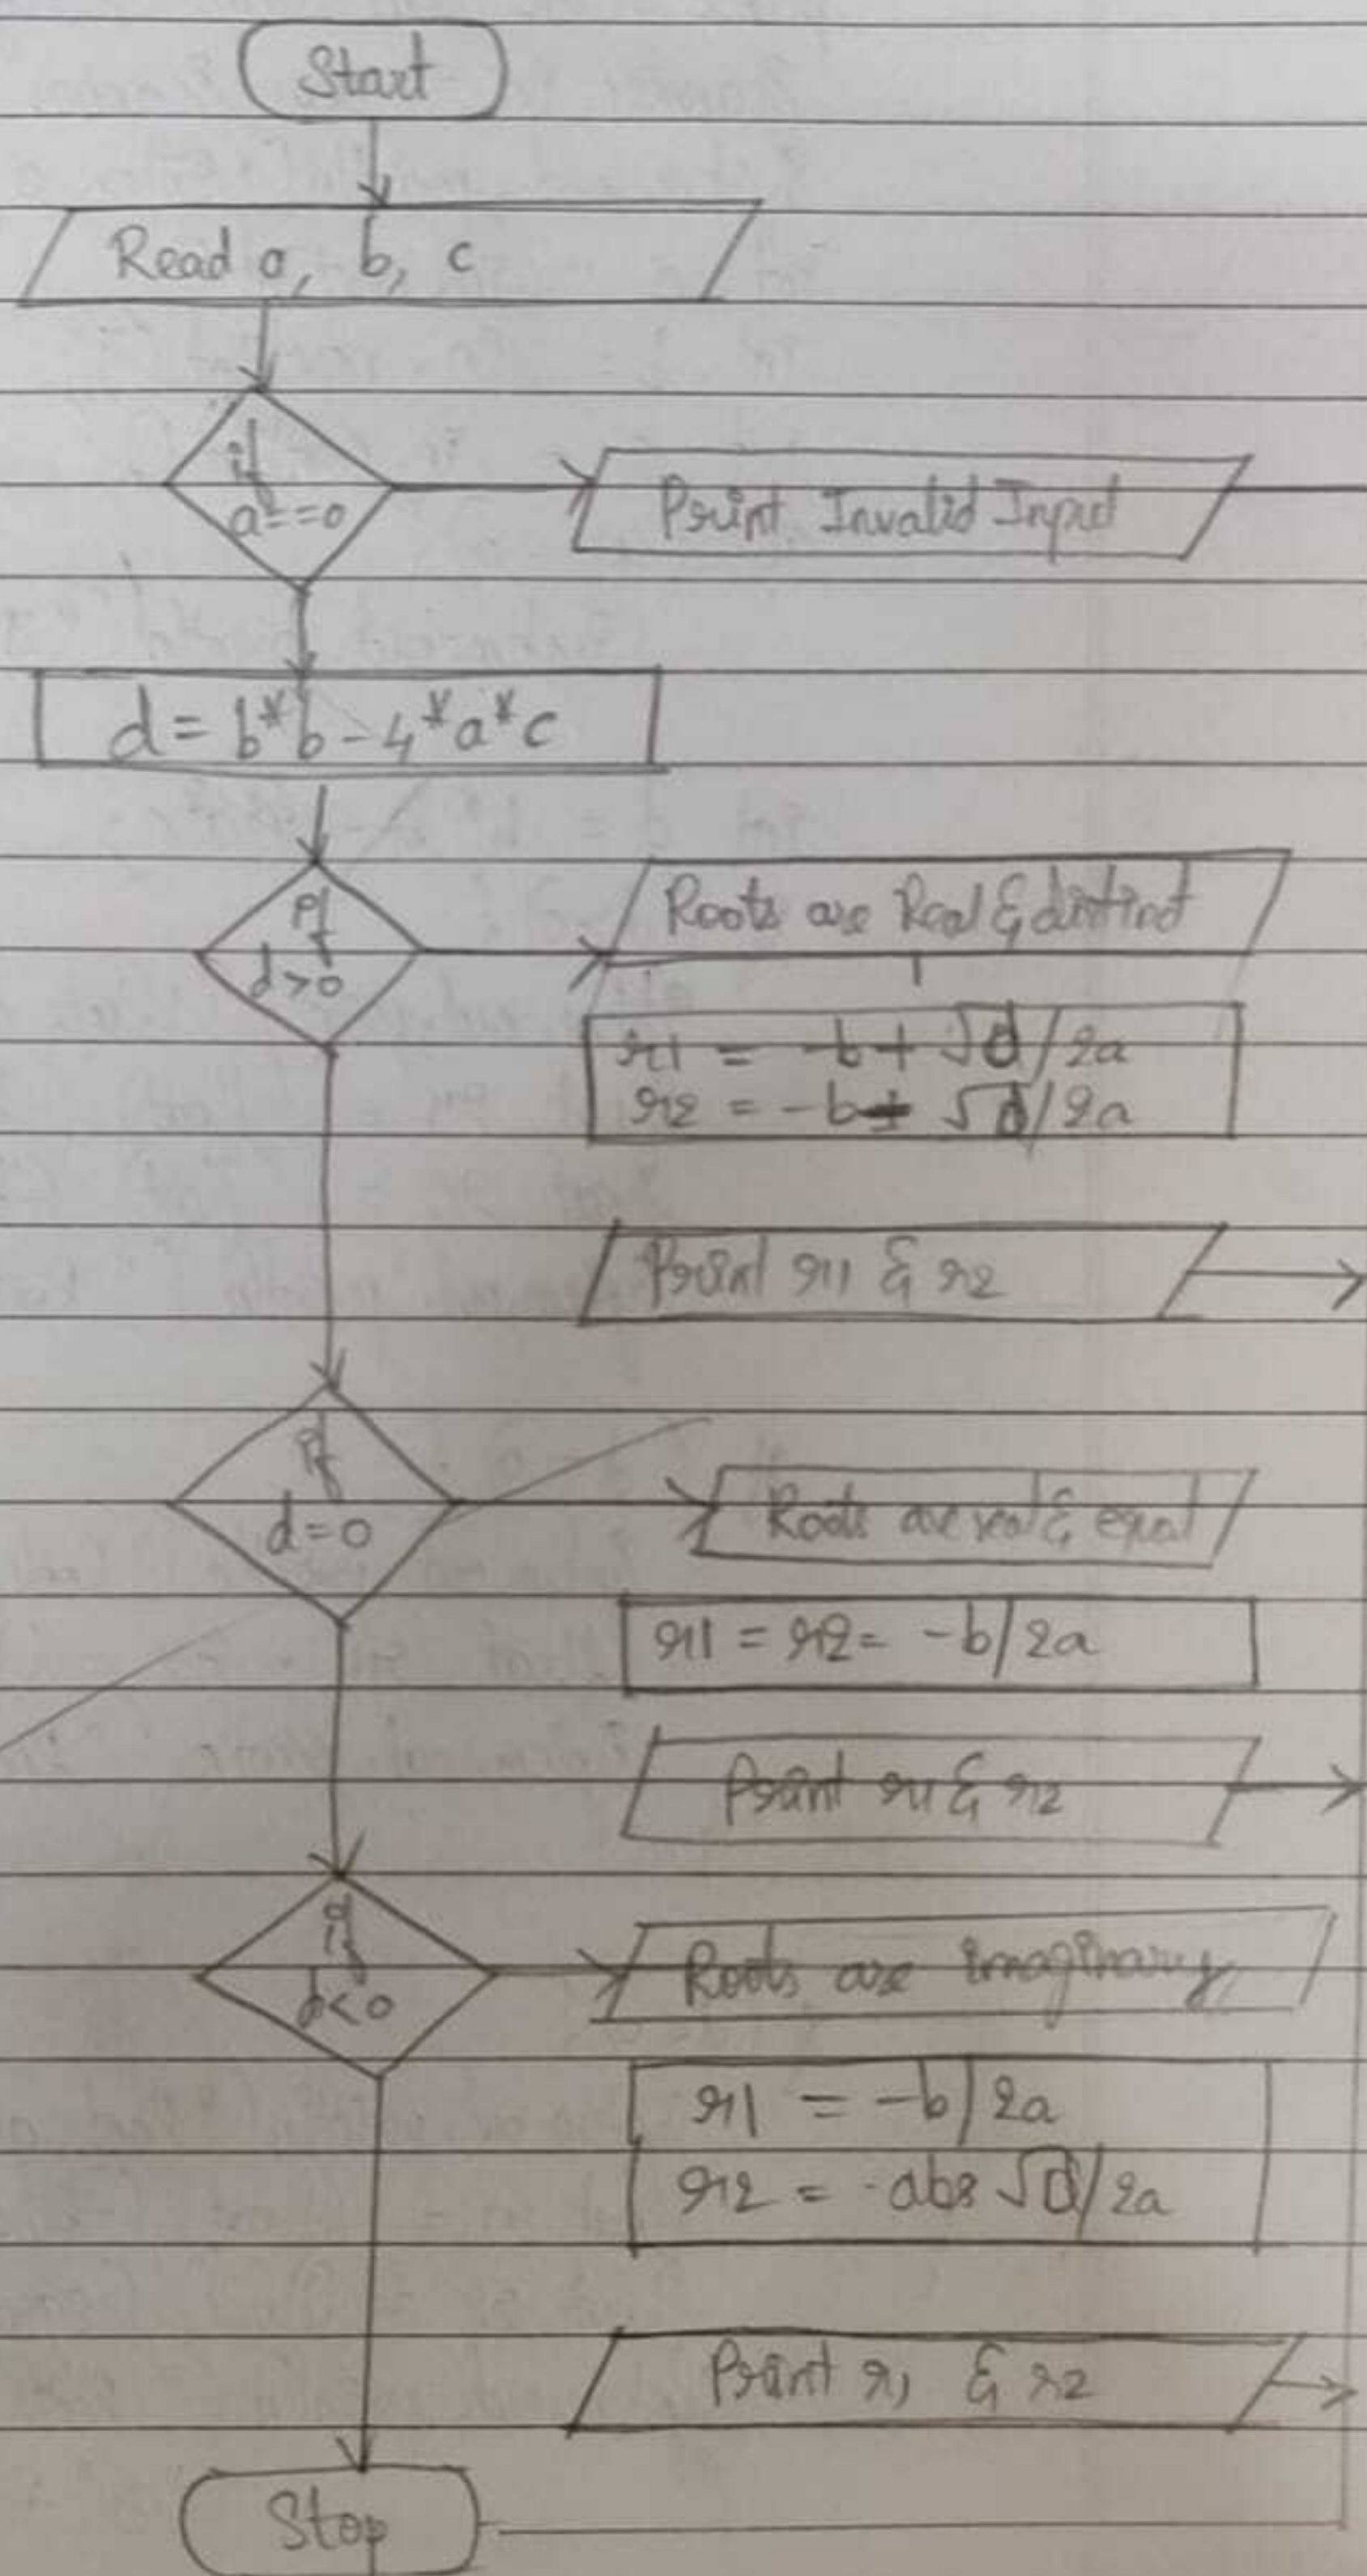 Start
Read a, b, c
if
a==0
Print Invalid Input
d = b*b - 4*a*c
if
d>0
Roots are Real & distinct
r1 = -b + √d/2a
r2 = -b ± √d/2a
Print r1 & r2
if
d=0
Roots are real & equal
r1 = r2 = -b/2a
Print r1 & r2
if
d<0
Roots are imaginary
r1 = -b/2a
r2 = -abs √d/2a
Print r1 & r2
Stop